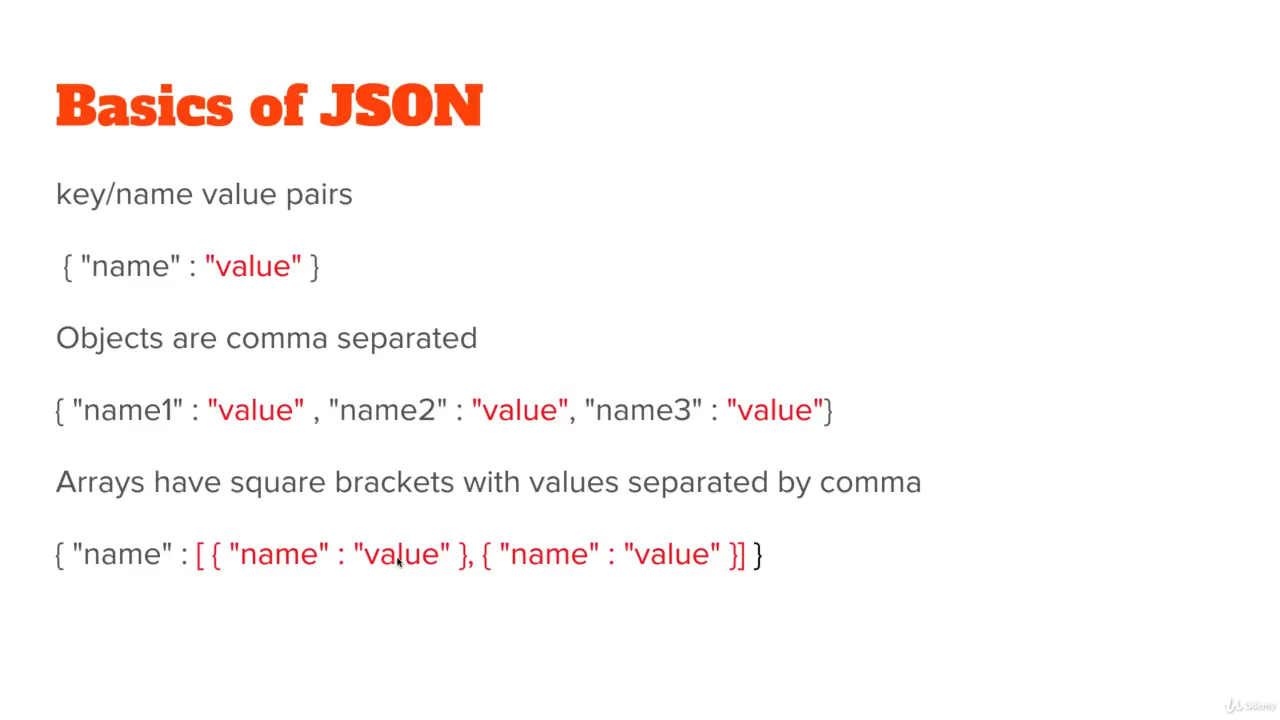 Basics of JSON
key/name value pairs
{ "name" : "value" }
Objects are comma separated
{ "name1" : "value" , "name2" : "value", "name3" : "value"}
Arrays have square brackets with values separated by comma
{ "name" : [ { "name" : "value" }, { "name" : "value" }] }
Udemy